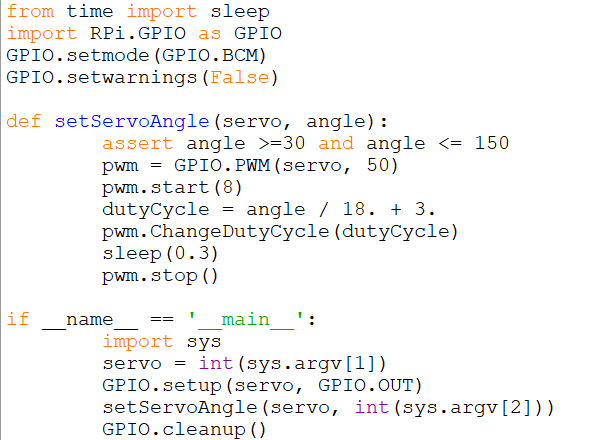 from time import sleep
import RPi.GPIO as GPIO
GPIO.setmode(GPIO.BCM)
GPIO.setwarnings(False)

def setServoAngle(servo, angle):
        assert angle >=30 and angle <= 150
        pwm = GPIO.PWM(servo, 50)
        pwm.start(8)
        dutyCycle = angle / 18. + 3.
        pwm.ChangeDutyCycle(dutyCycle)
        sleep(0.3)
        pwm.stop()

if __name__ == '__main__':
        import sys
        servo = int(sys.argv[1])
        GPIO.setup(servo, GPIO.OUT)
        setServoAngle(servo, int(sys.argv[2]))
        GPIO.cleanup()